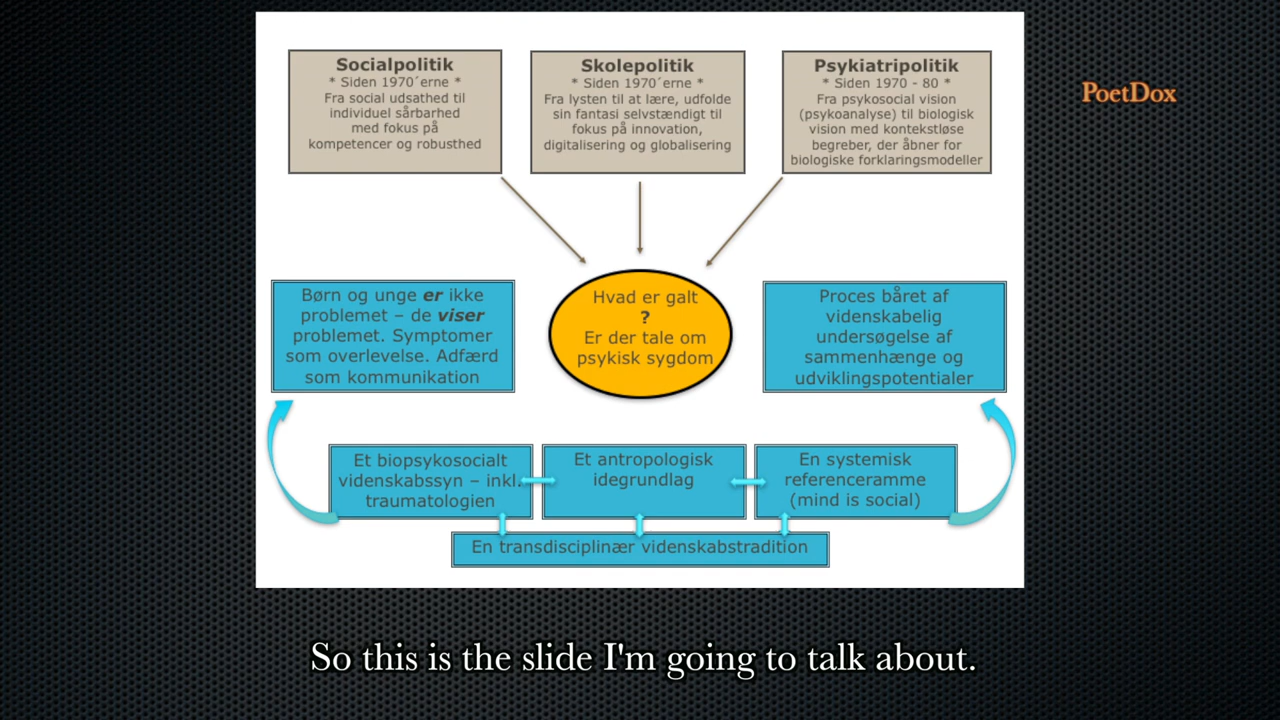 Socialpolitik
* Siden 1970´erne *
Fra social udsathed til
individuel sårbarhed
med fokus på
kompetencer og robusthed
Skolepolitik
* Siden 1970´erne *
Fra lysten til at lære, udfolde
sin fantasi selvstændigt til
fokus på innovation,
digitalisering og globalisering
Psykiatripolitik
* Siden 1970 - 80 *
Fra psykosocial vision
(psykoanalyse) til biologisk
vision med kontekstløse
begreber, der åbner for
biologiske forklaringsmodeller
PoetDox
Børn og unge er ikke
problemet – de viser
problemet. Symptomer
som overlevelse. Adfærd
som kommunikation
Hvad er galt
?
Er der tale om
psykisk sygdom
Proces båret af
videnskabelig
undersøgelse af
sammenhænge og
udviklingspotentialer
Et biopsykosocialt
videnskabssyn – inkl.
traumatologien
Et antropologisk
idegrundlag
En systemisk
referenceramme
(mind is social)
En transdisciplinær videnskabstradition
So this is the slide I'm going to talk about.